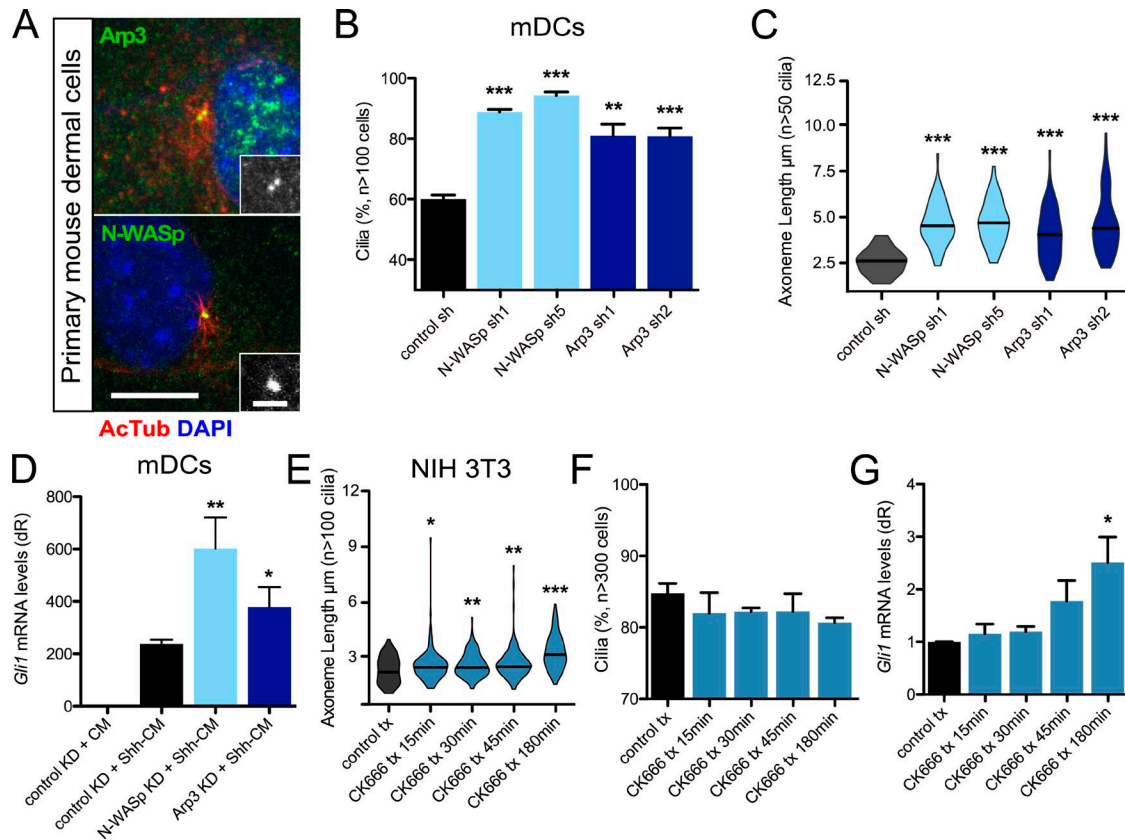 A
Primary mouse dermal cells
Arp3
N-WASp
AcTub DAPI
B
mDCs
Cilia (%, n>100 cells)
100
80
60
40
***
***
**
***
control sh
N-WASp sh1
N-WASp sh5
Arp3 sh1
Arp3 sh2
C
Axoneme Length µm (n>50 cilia)
12.5
10.0
7.5
5.0
2.5
***
***
***
***
control sh
N-WASp sh1
N-WASp sh5
Arp3 sh1
Arp3 sh2
D
mDCs
Gli1 mRNA levels (dR)
800
600
400
200
0
**
*
control KD + CM
control KD + Shh-CM
N-WASp KD + Shh-CM
Arp3 KD + Shh-CM
E
NIH 3T3
Axoneme Length µm (n>100 cilia)
12
9
6
3
*
**
**
***
control tx
CK666 tx 15min
CK666 tx 30min
CK666 tx 45min
CK666 tx 180min
F
Cilia (%, n>300 cells)
100
90
80
70
control tx
CK666 tx 15min
CK666 tx 30min
CK666 tx 45min
CK666 tx 180min
G
Gli1 mRNA levels (dR)
4
3
2
1
0
*
control tx
CK666 tx 15min
CK666 tx 30min
CK666 tx 45min
CK666 tx 180min